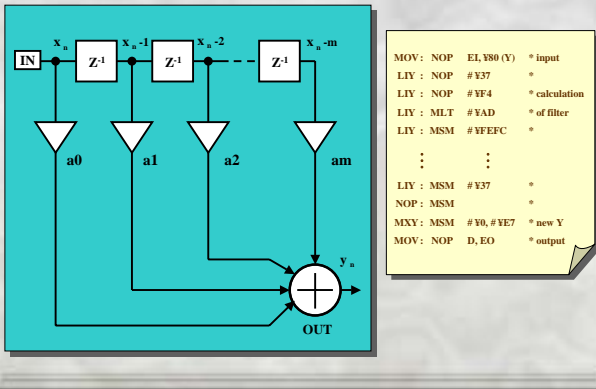 x n x n -1 x n -2 x n -m
IN Z-1 Z-1 Z-1
a0 a1 a2 am
y n
OUT
MOV : NOP EI, ¥80 (Y) * input
LIY : NOP # ¥37 *
LIY : NOP # ¥F4 * calculation
LIY : MLT # ¥AD * of filter
LIY : MSM # ¥FEFC *
⋮ ⋮
LIY : MSM # ¥37 *
NOP : MSM *
MXY : MSM # ¥0, # ¥E7 * new Y
MOV : NOP D, EO * output